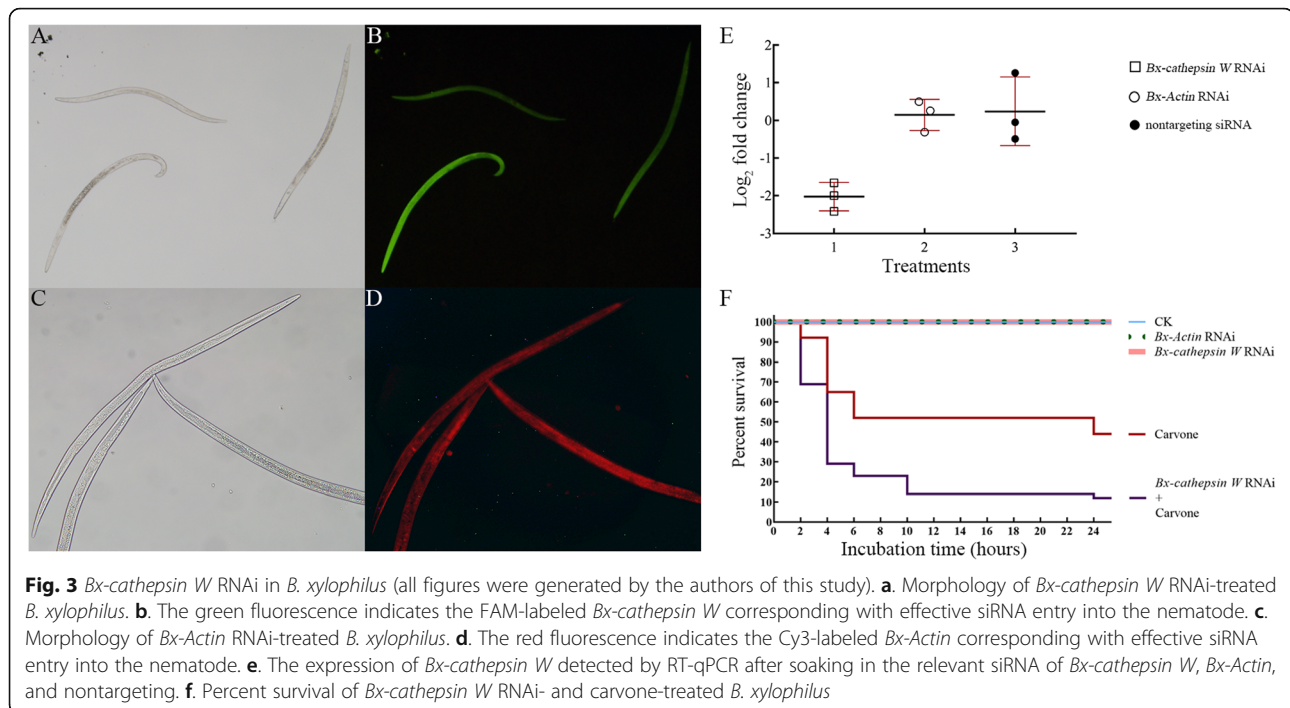 A
B
C
D
E
2
1
0
-1
-2
-3
Log2 fold change
1 2 3
Treatments
Bx-cathepsin W RNAi
Bx-Actin RNAi
nontargeting siRNA
F
100
90
80
70
60
50
40
30
20
10
0
Percent survival
0 2 4 6 8 10 12 14 16 18 20 22 24
Incubation time (hours)
CK
Bx-Actin RNAi
Bx-cathepsin W RNAi
Carvone
Bx-cathepsin W RNAi
+
Carvone
Fig. 3 Bx-cathepsin W RNAi in B. xylophilus (all figures were generated by the authors of this study). a. Morphology of Bx-cathepsin W RNAi-treated
B. xylophilus. b. The green fluorescence indicates the FAM-labeled Bx-cathepsin W corresponding with effective siRNA entry into the nematode. c.
Morphology of Bx-Actin RNAi-treated B. xylophilus. d. The red fluorescence indicates the Cy3-labeled Bx-Actin corresponding with effective siRNA
entry into the nematode. e. The expression of Bx-cathepsin W detected by RT-qPCR after soaking in the relevant siRNA of Bx-cathepsin W, Bx-Actin,
and nontargeting. f. Percent survival of Bx-cathepsin W RNAi- and carvone-treated B. xylophilus